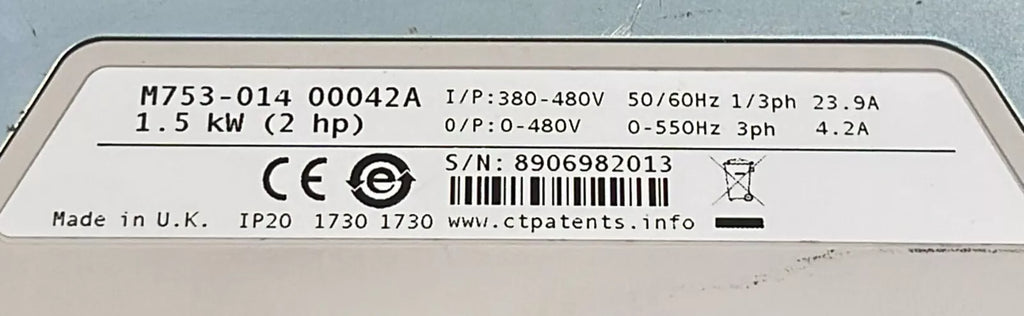 M753-014 00042A I/P:380-480V 50/60Hz 1/3ph 23.9A
1.5 kW (2 hp) O/P:0-480V 0-550Hz 3ph 4.2A
CE e S/N: 8906982013
Made in U.K. IP20 1730 1730 www.ctpatents.info